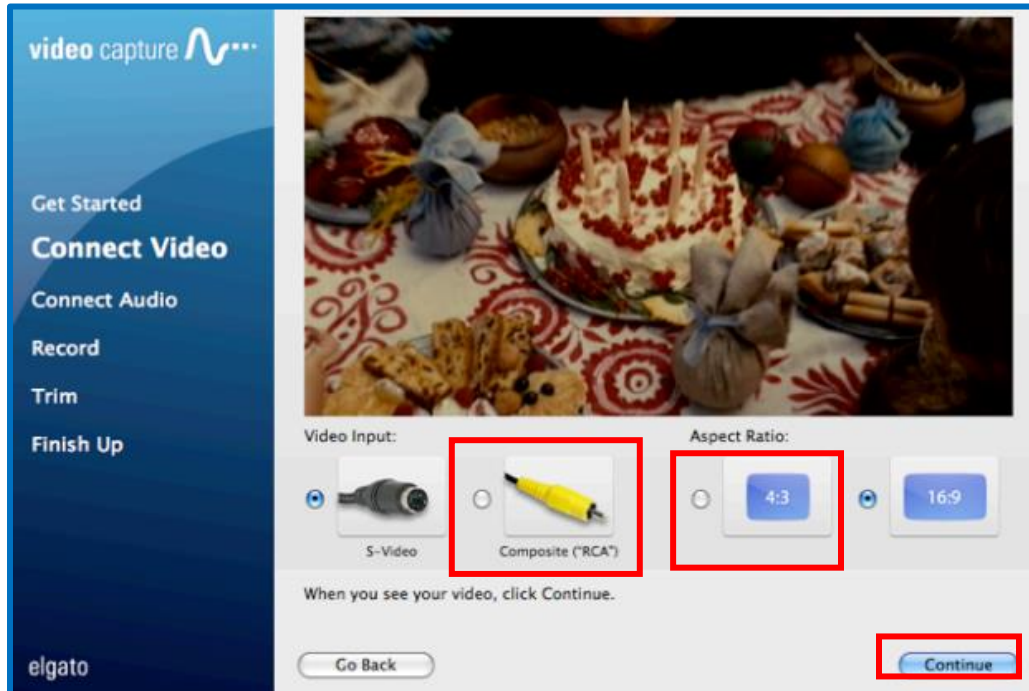 video capture
Get Started
Connect Video
Connect Audio
Record
Trim
Finish Up
elgato
Video Input:
Aspect Ratio:
4:3
16:9
S-Video
Composite ("RCA")
When you see your video, click Continue.
Go Back
Continue